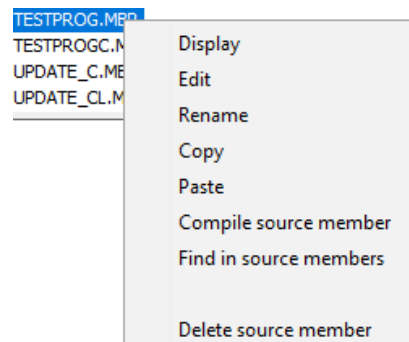 TESTPROG.MBR
TESTPROGC.M
UPDATE_C.MB
UPDATE_CL.M
Display
Edit
Rename
Copy
Paste
Compile source member
Find in source members
Delete source member